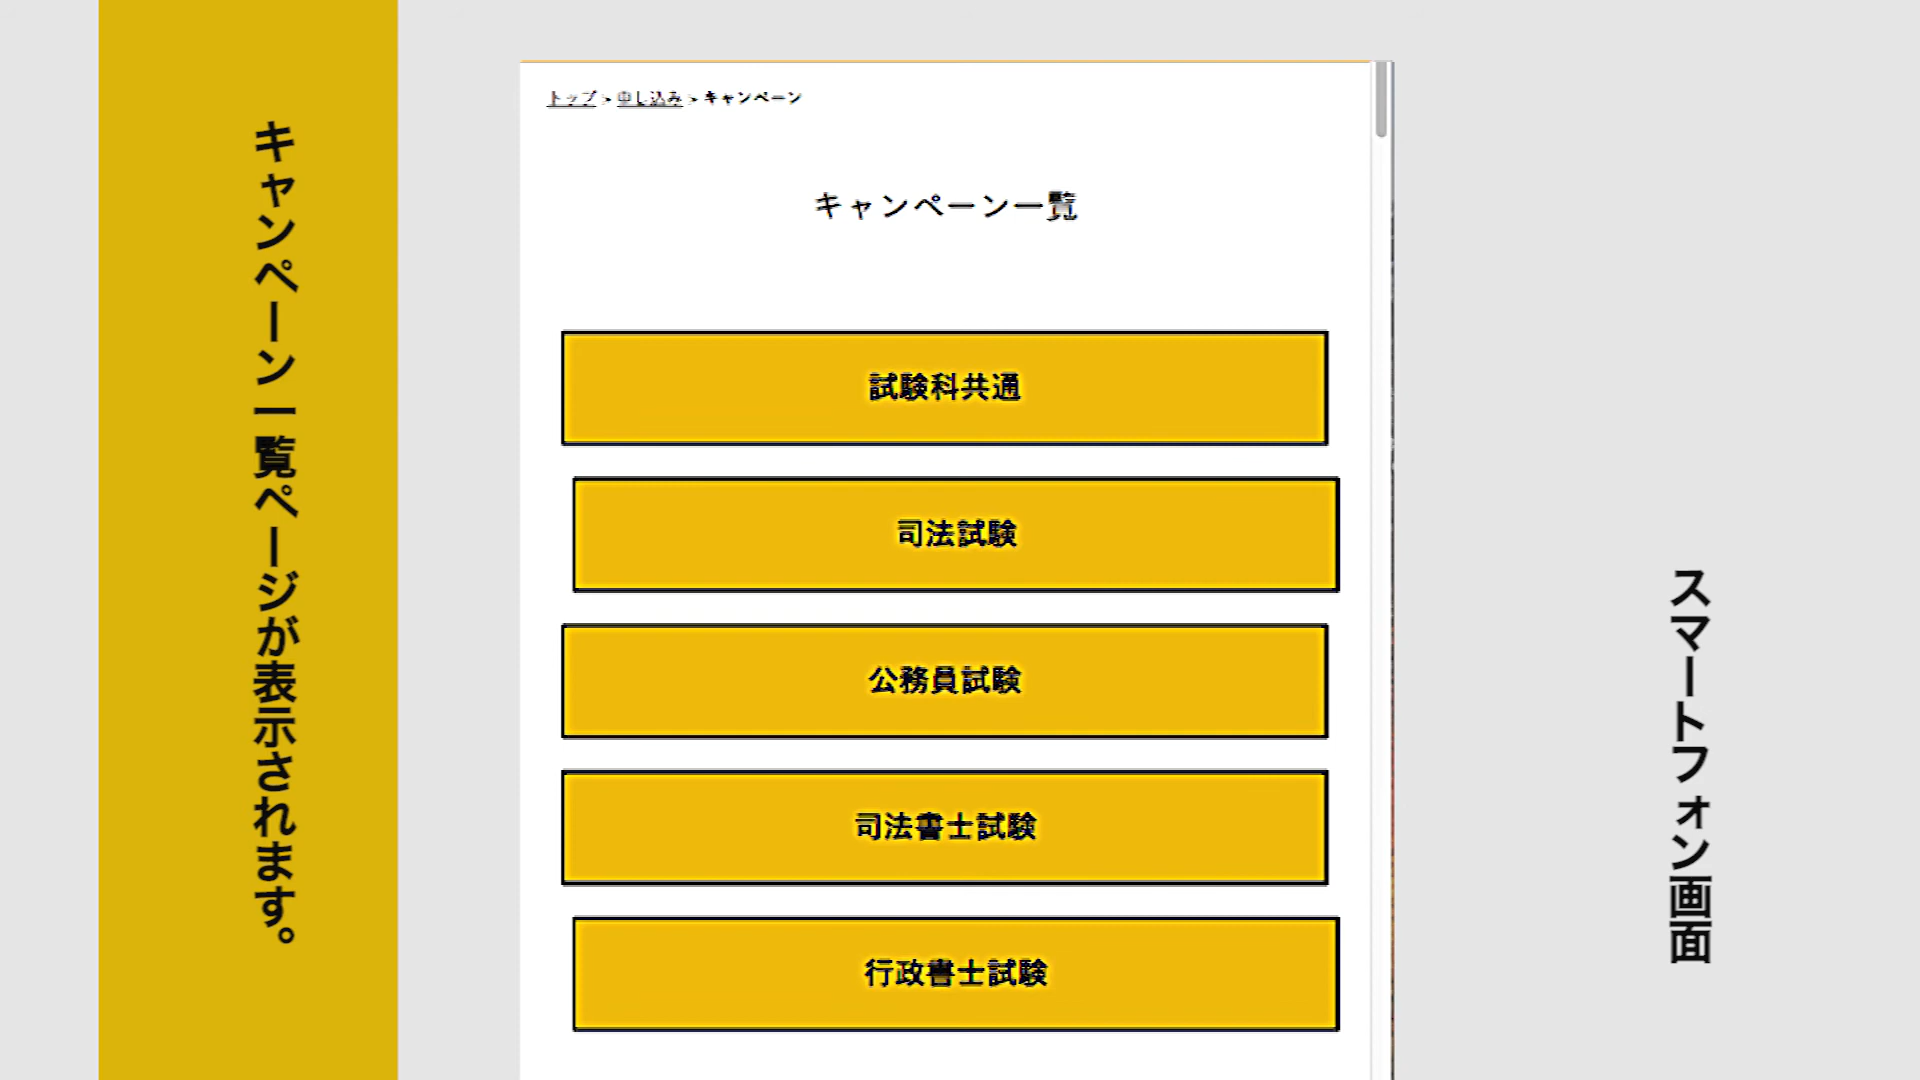 キャンペーン一覧ページが表示されます。
トップ > 申し込み > キャンペーン
キャンペーン一覧
試験科共通
司法試験
公務員試験
司法書士試験
行政書士試験
スマートフォン画面